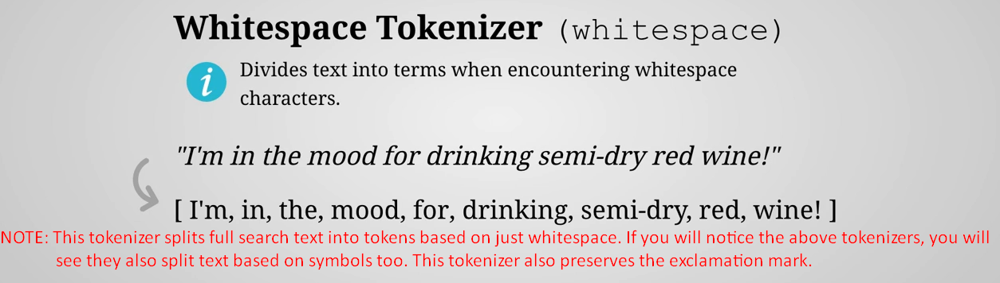 Whitespace Tokenizer (whitespace)
i Divides text into terms when encountering whitespace
characters.
"I'm in the mood for drinking semi-dry red wine!"
[ I'm, in, the, mood, for, drinking, semi-dry, red, wine! ]
NOTE: This tokenizer splits full search text into tokens based on just whitespace. If you will notice the above tokenizers, you will
see they also split text based on symbols too. This tokenizer also preserves the exclamation mark.